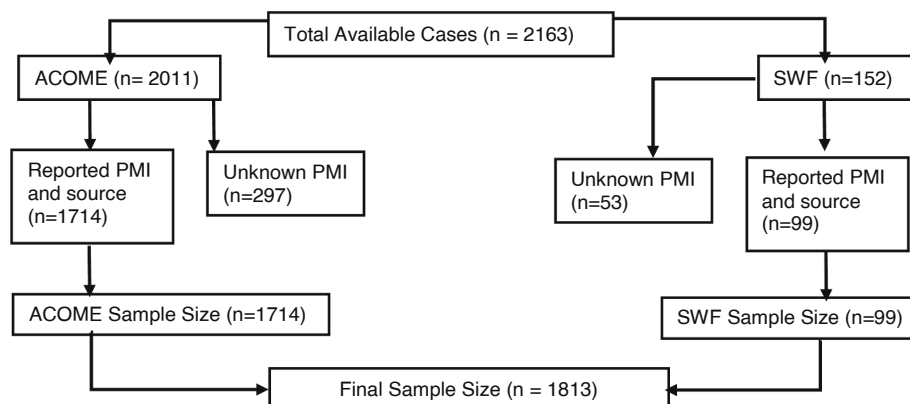 Total Available Cases (n = 2163)
ACOME (n= 2011)
SWF (n=152)
Reported PMI
and source
(n=1714)
Unknown PMI
(n=297)
Unknown PMI
(n=53)
Reported PMI
and source
(n=99)
ACOME Sample Size (n=1714)
SWF Sample Size (n=99)
Final Sample Size (n = 1813)